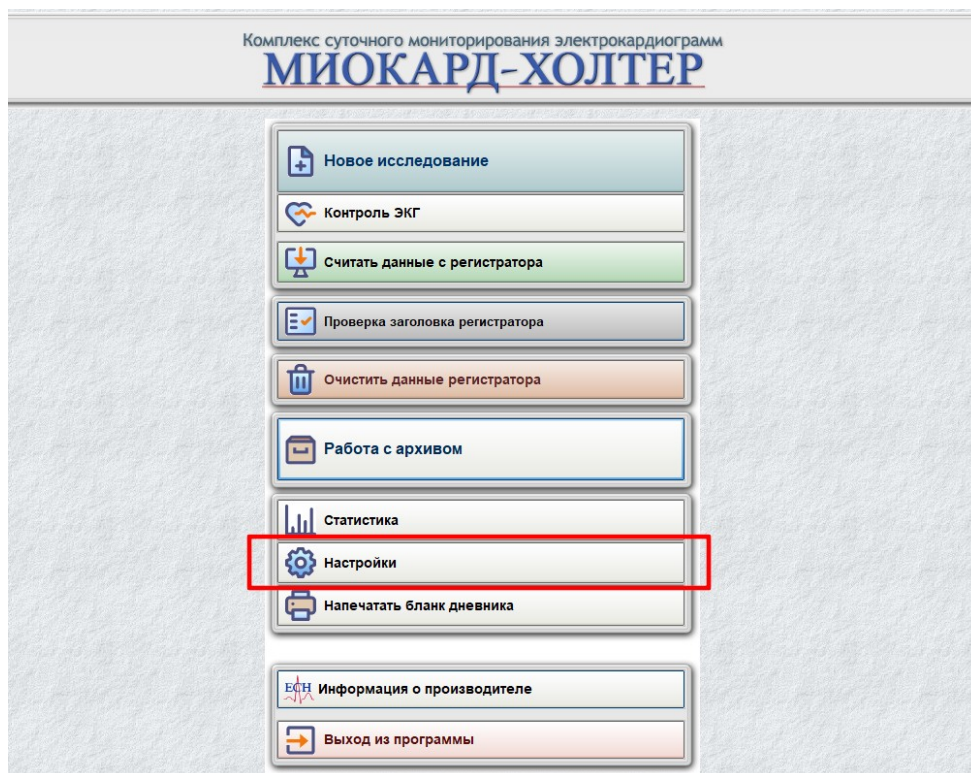 Комплекс суточного мониторирования электрокардиограмм
МИОКАРД-ХОЛТЕР
Новое исследование
Контроль ЭКГ
Считать данные с регистратора
Проверка заголовка регистратора
Очистить данные регистратора
Работа с архивом
Статистика
Настройки
Напечатать бланк дневника
ECH Информация о производителе
Выход из программы